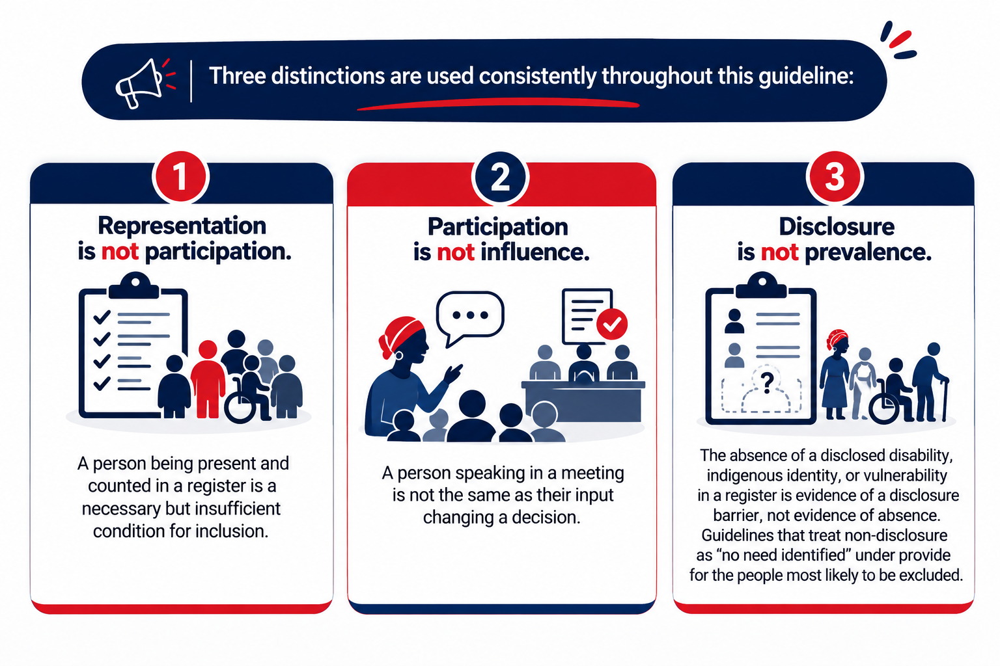 Three distinctions are used consistently throughout this guideline:
1
Representation
is not participation.
A person being present and
counted in a register is a
necessary but insufficient
condition for inclusion.
2
Participation
is not influence.
A person speaking in a meeting
is not the same as their input
changing a decision.
3
Disclosure
is not prevalence.
?
The absence of a disclosed disability,
indigenous identity, or vulnerability
in a register is evidence of a disclosure
barrier, not evidence of absence.
Guidelines that treat non-disclosure
as “no need identified” under provide
for the people most likely to be excluded.